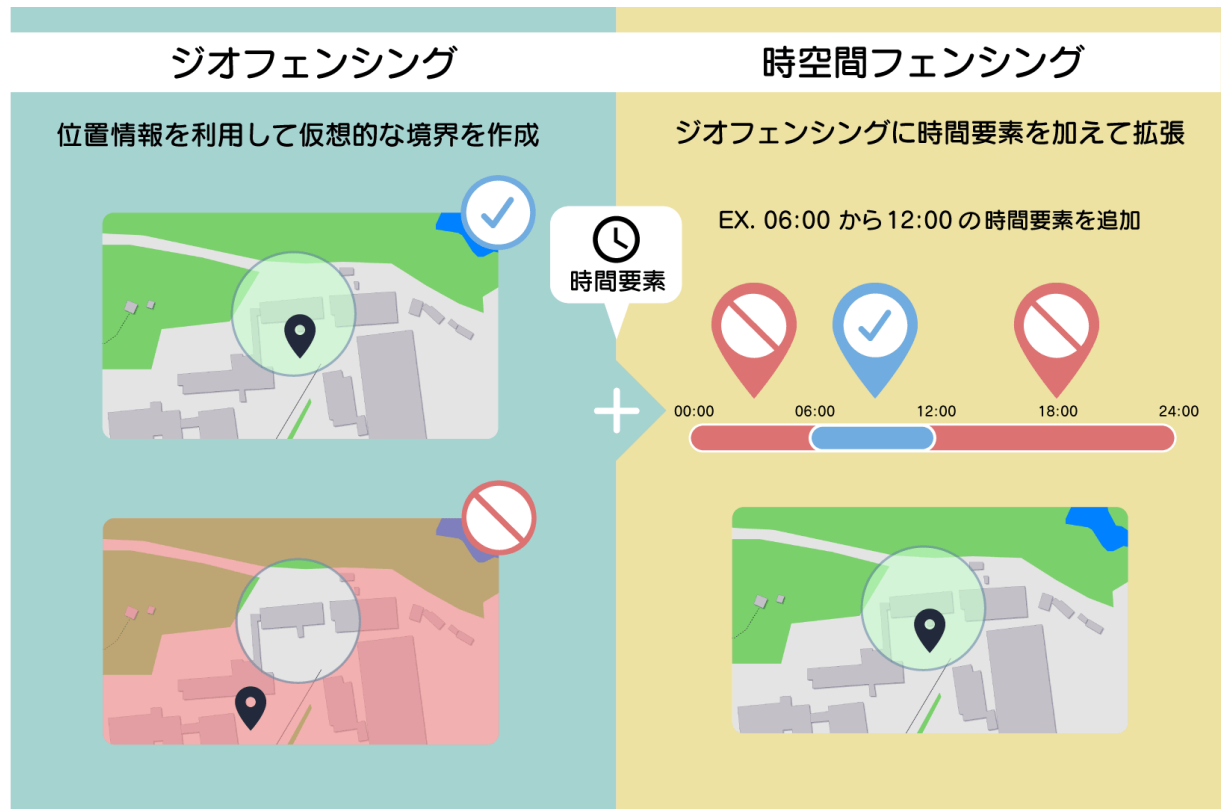 ジオフェンシング
位置情報を利用して仮想的な境界を作成
時間要素
時空間フェンシング
ジオフェンシングに時間要素を加えて拡張
EX. 06:00 から12:00 の時間要素を追加
00:00 06:00 12:00 18:00 24:00